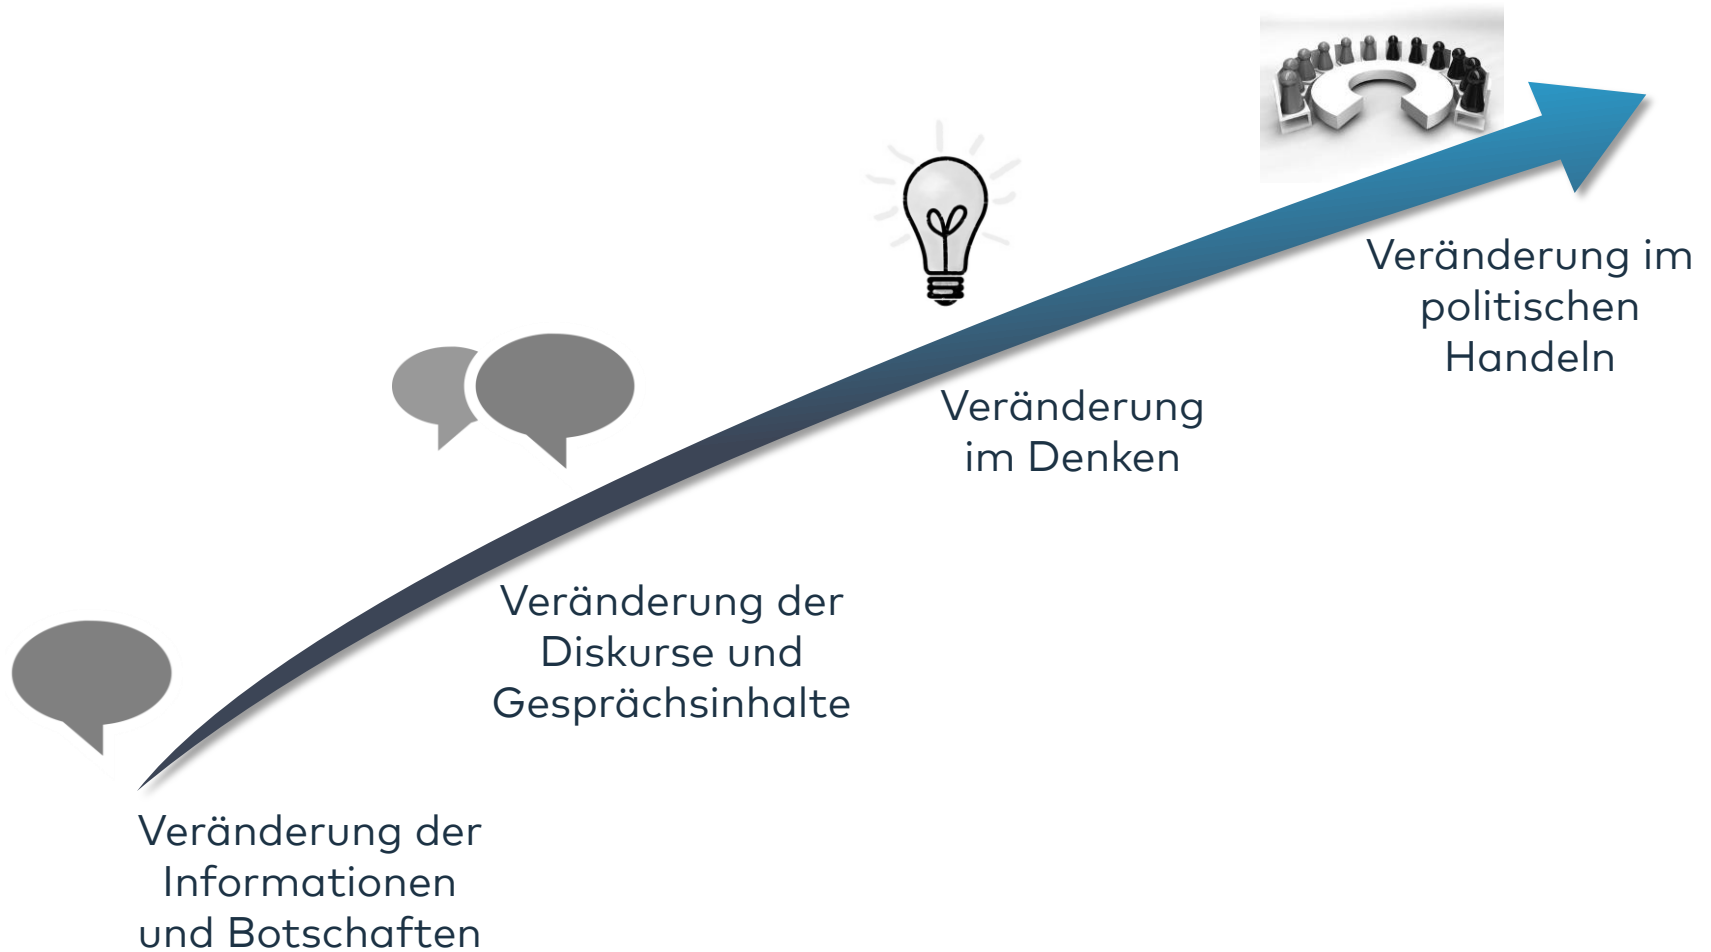 Veränderung der
Informationen
und Botschaften
Veränderung der
Diskurse und
Gesprächsinhalte
Veränderung
im Denken
Veränderung im
politischen
Handeln